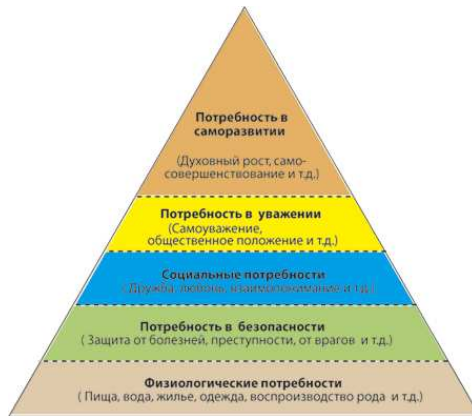 Потребность в
саморазвитии
(Духовный рост, само-
совершенствование и т.д.)
Потребность в уважении
(Самоуважение,
общественное положение и т.д.)
Социальные потребности
( Дружба, любовь, взаимопонимание и т.д.)
Потребность в безопасности
( Защита от болезней, преступности, от врагов и т.д.)
Физиологические потребности
( Пища, вода, жилье, одежда, воспроизводство рода и т.д.)